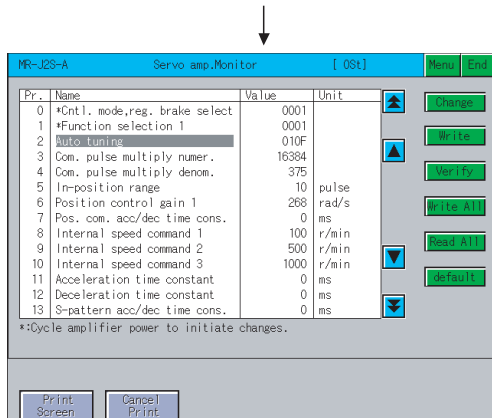 MR-J2S-A Servo amp.Monitor [ 0St] Menu End
Pr. Name Value Unit
0 *Cntl. mode,reg. brake select 0001
1 *Function selection 1 0001
2 Auto tuning 010F
3 Com. pulse multiply numer. 16384
4 Com. pulse multiply denom. 375
5 In-position range 10 pulse
6 Position control gain 1 268 rad/s
7 Pos. com. acc/dec time cons. 0 ms
8 Internal speed command 1 100 r/min
9 Internal speed command 2 500 r/min
10 Internal speed command 3 1000 r/min
11 Acceleration time constant 0 ms
12 Deceleration time constant 0 ms
13 S-pattern acc/dec time cons. 0 ms
*:Cycle amplifier power to initiate changes.
Change
Write
Verify
Write All
Read All
default
Print Screen
Cancel Print